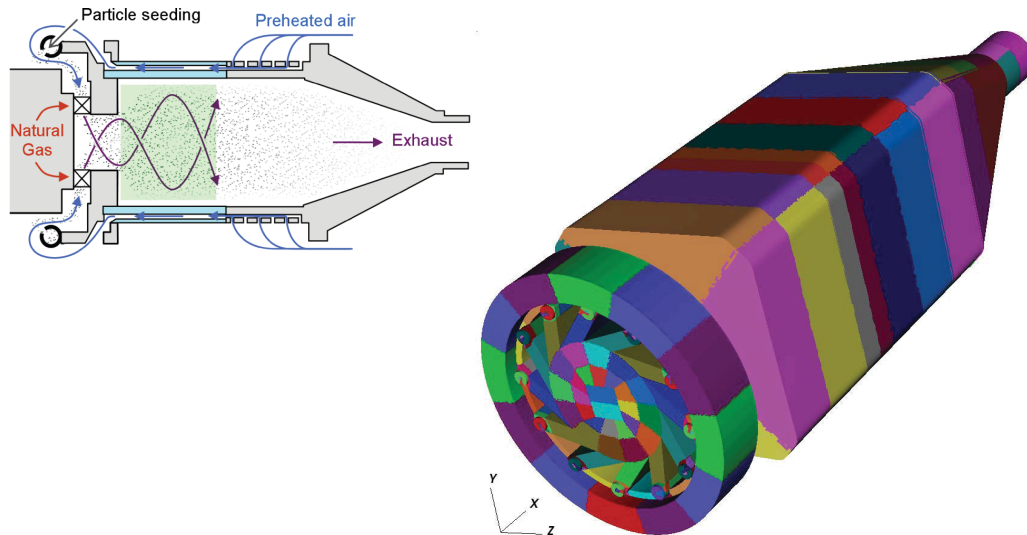 Particle seeding
Preheated air
Natural
Gas
Exhaust
Y
X
Z